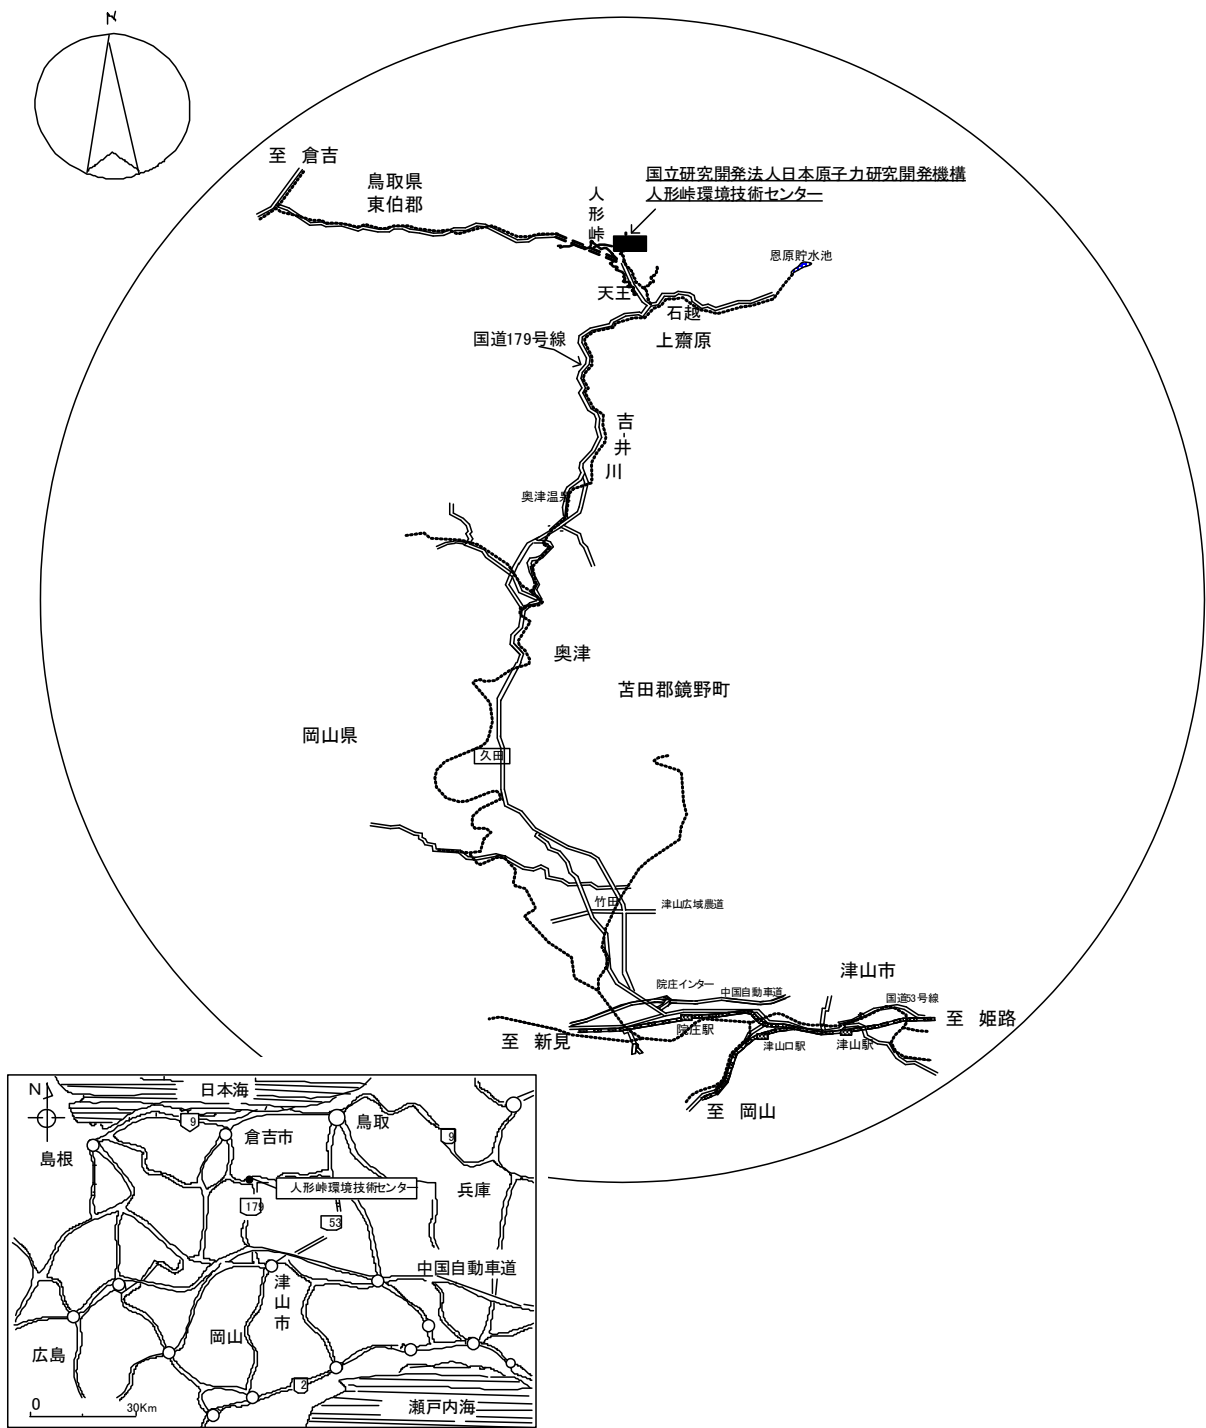 N
至 倉吉
鳥取県
東伯郡
人形峠
国立研究開発法人日本原子力研究開発機構
人形峠環境技術センター
恩原貯水池
天王
石越
上齋原
国道179号線
吉井川
奥津温泉
奥津
苫田郡鏡野町
岡山県
久田
竹田
津山広域農道
津山市
院庄インター
中国自動車道
国道53号線
至 姫路
至 新見
院庄駅
津山口駅
津山駅
至 岡山
N
日本海
9
鳥取
倉吉市
9
島根
人形峠環境技術センター
兵庫
179
53
中国自動車道
津山市
岡山
広島
2
0
30Km
瀬戸内海